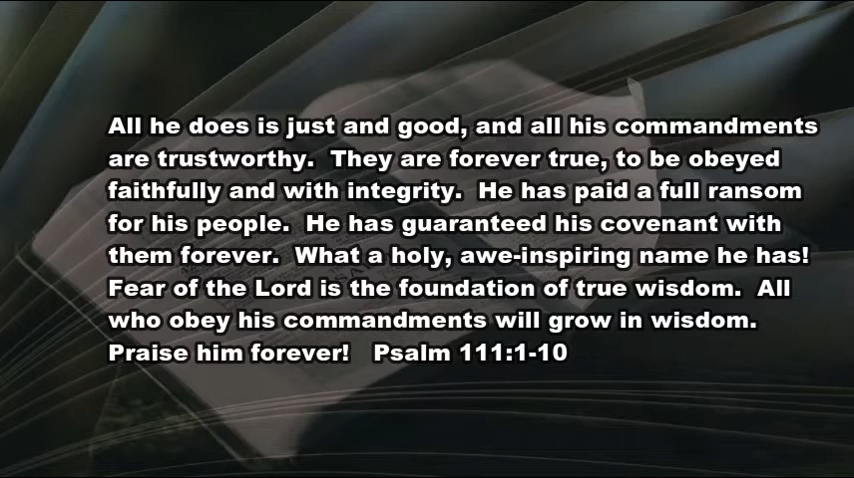 All he does is just and good, and all his commandments
are trustworthy.  They are forever true, to be obeyed
faithfully and with integrity.  He has paid a full ransom
for his people.  He has guaranteed his covenant with
them forever.  What a holy, awe-inspiring name he has!
Fear of the Lord is the foundation of true wisdom.  All
who obey his commandments will grow in wisdom.
Praise him forever!   Psalm 111:1-10